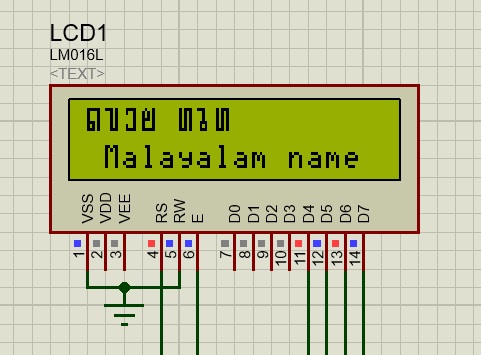 LCD1
LM016L
<TEXT>
Malayalam name
VSS
VDD
VEE
RS
RW
E
D0
D1
D2
D3
D4
D5
D6
D7
1
2
3
4
5
6
7
8
9
10
11
12
13
14